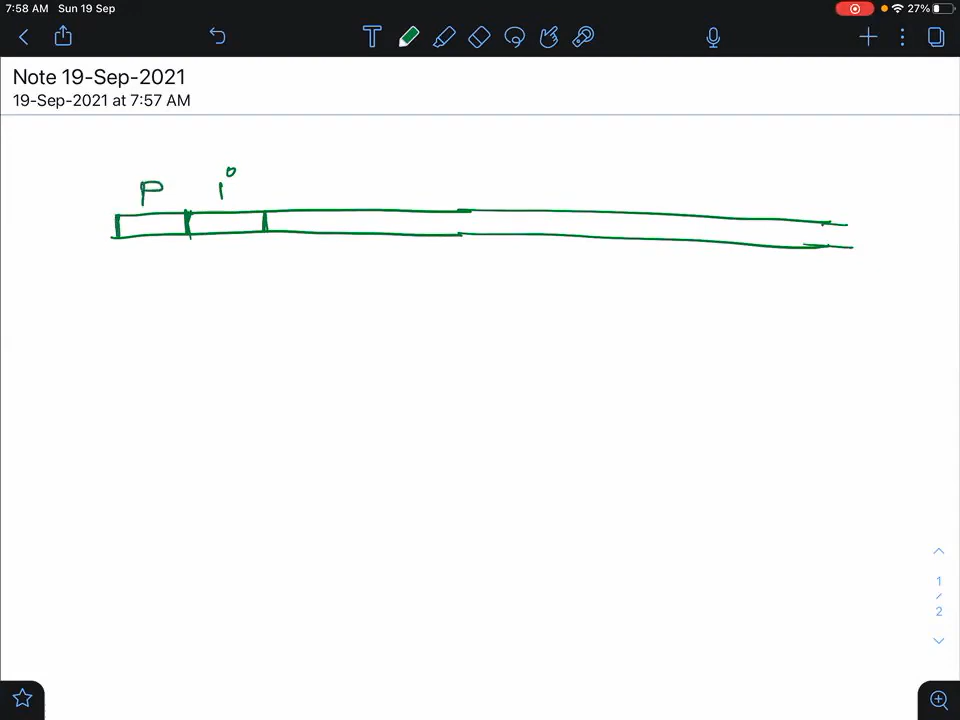 7:58 AM Sun 19 Sep 27%
T
Note 19-Sep-2021
19-Sep-2021 at 7:57 AM
P 1°
1
/
2